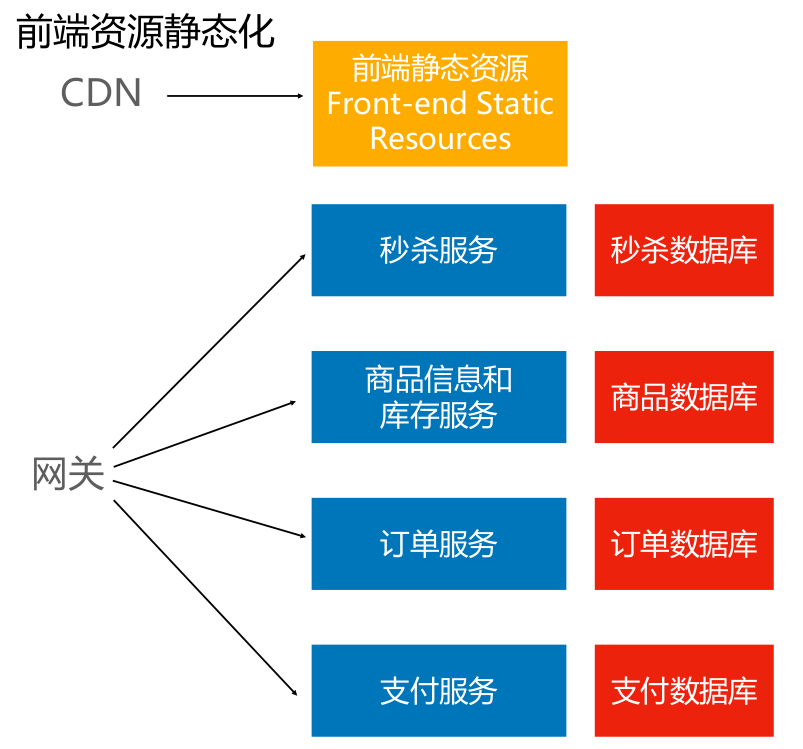 前端资源静态化
CDN
前端静态资源
Front-end Static
Resources
秒杀服务
秒杀数据库
商品信息和
库存服务
商品数据库
网关
订单服务
订单数据库
支付服务
支付数据库